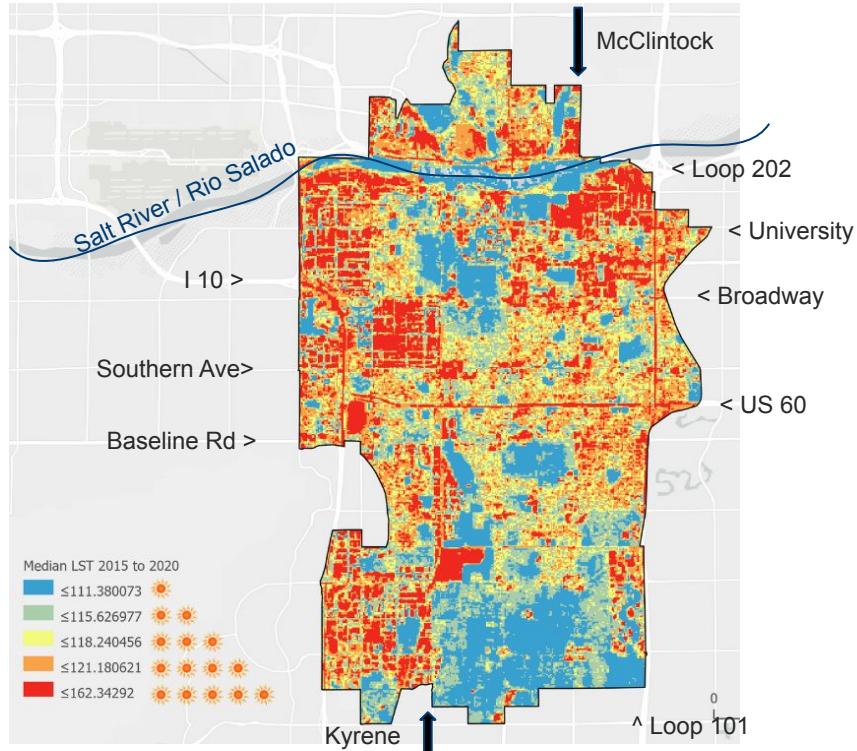 McClintock
Salt River / Rio Salado
< Loop 202
< University
I 10 >
< Broadway
Southern Ave>
< US 60
Baseline Rd >
Median LST 2015 to 2020
≤111.380073
≤115.626977
≤118.240456
≤121.180621
≤162.34292
0
^ Loop 101
Kyrene